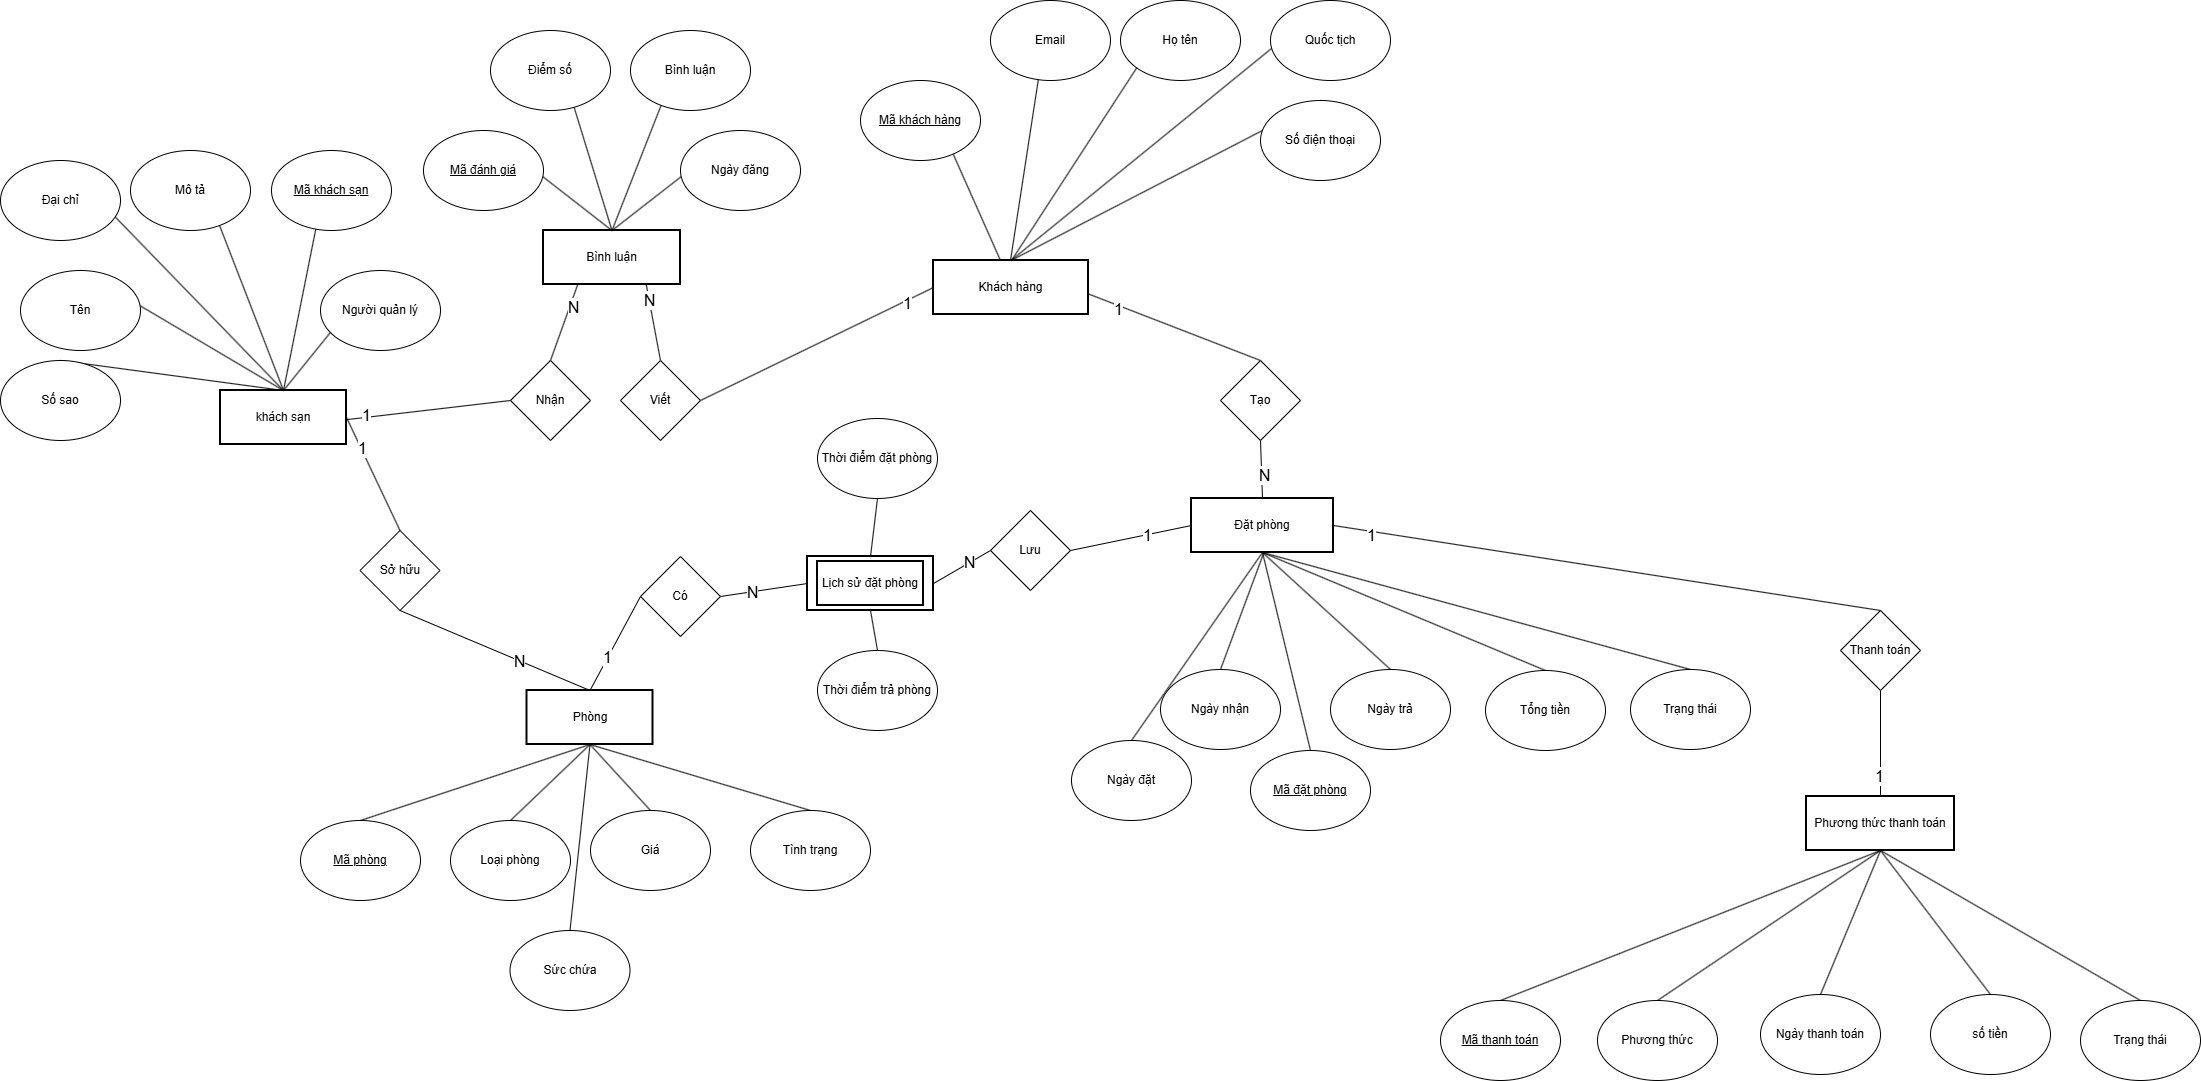 Email
Họ tên
Quốc tịch
Điểm số
Bình luận
Mã khách hàng
Số điện thoại
Mã đánh giá
Ngày đăng
Đại chỉ
Mô tả
Mã khách sạn
Bình luận
Khách hàng
Tên
Người quản lý
N
N
1
1
Số sao
khách sạn
1
Nhận
Viết
Tạo
1
Thời điểm đặt phòng
N
Đặt phòng
1
1
Sở hữu
Có
N
Lịch sử đặt phòng
N
Lưu
N
1
Thời điểm trả phòng
Thanh toán
Phòng
Ngày nhận
Ngày trả
Tổng tiền
Trạng thái
Ngày đặt
Mã đặt phòng
1
Phương thức thanh toán
Mã phòng
Loại phòng
Giá
Tình trạng
Sức chứa
Mã thanh toán
Phương thức
Ngày thanh toán
số tiền
Trạng thái